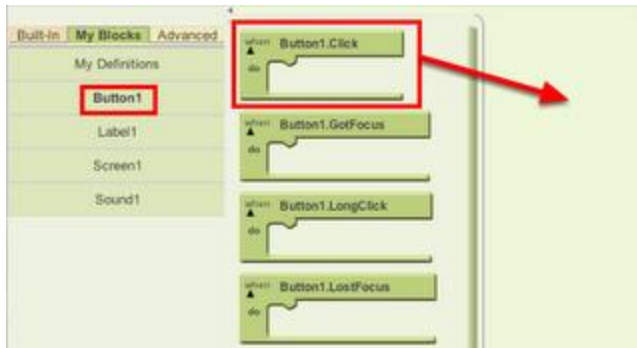 Built-In My Blocks Advanced
My Definitions
Button1
Label1
Screen1
Sound1
when Button1.Click
do
when Button1.GotFocus
do
when Button1.LongClick
do
when Button1.LostFocus
do